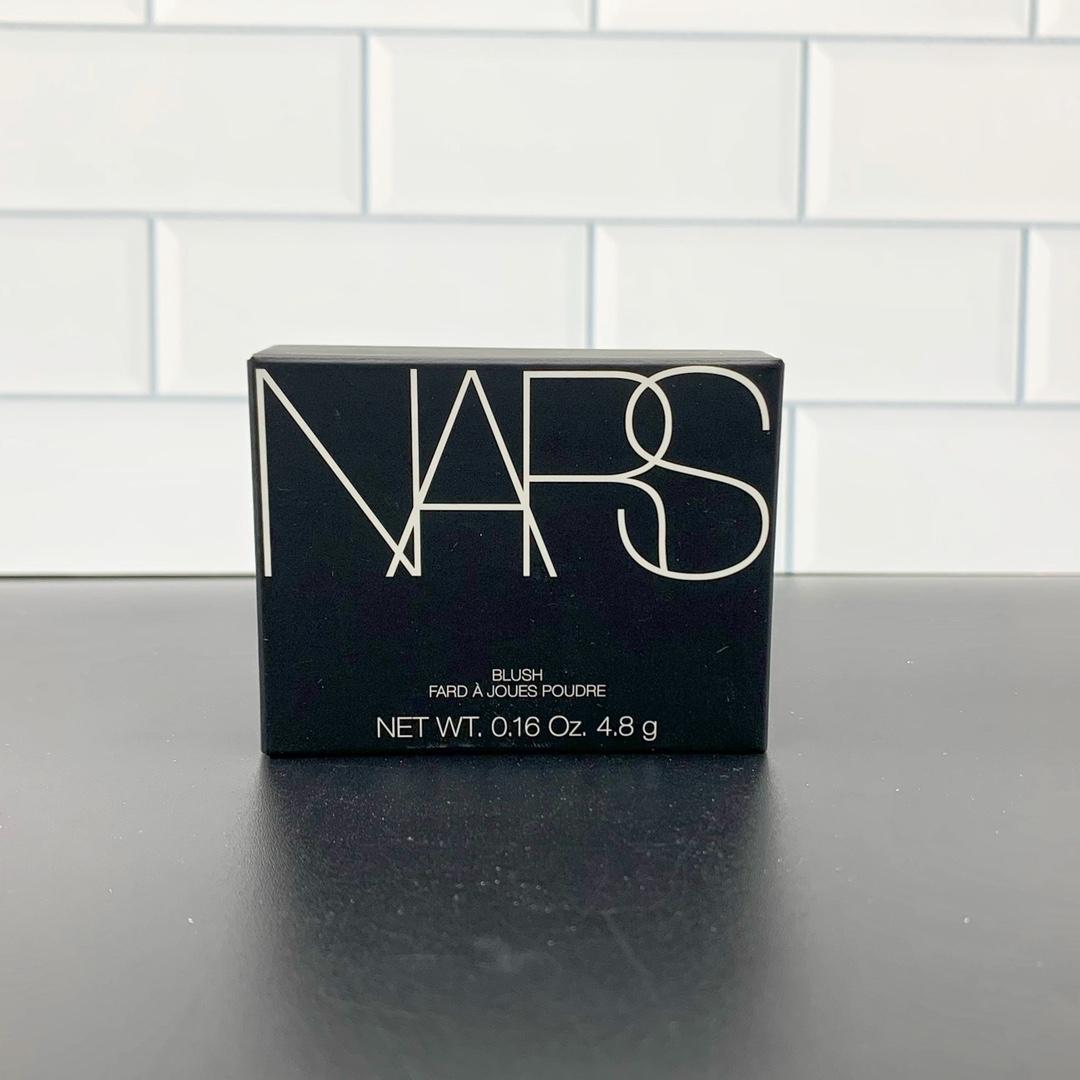 NARS
BLUSH
FARD À JOUES POUDRE
NET WT. 0.16 Oz. 4.8 g